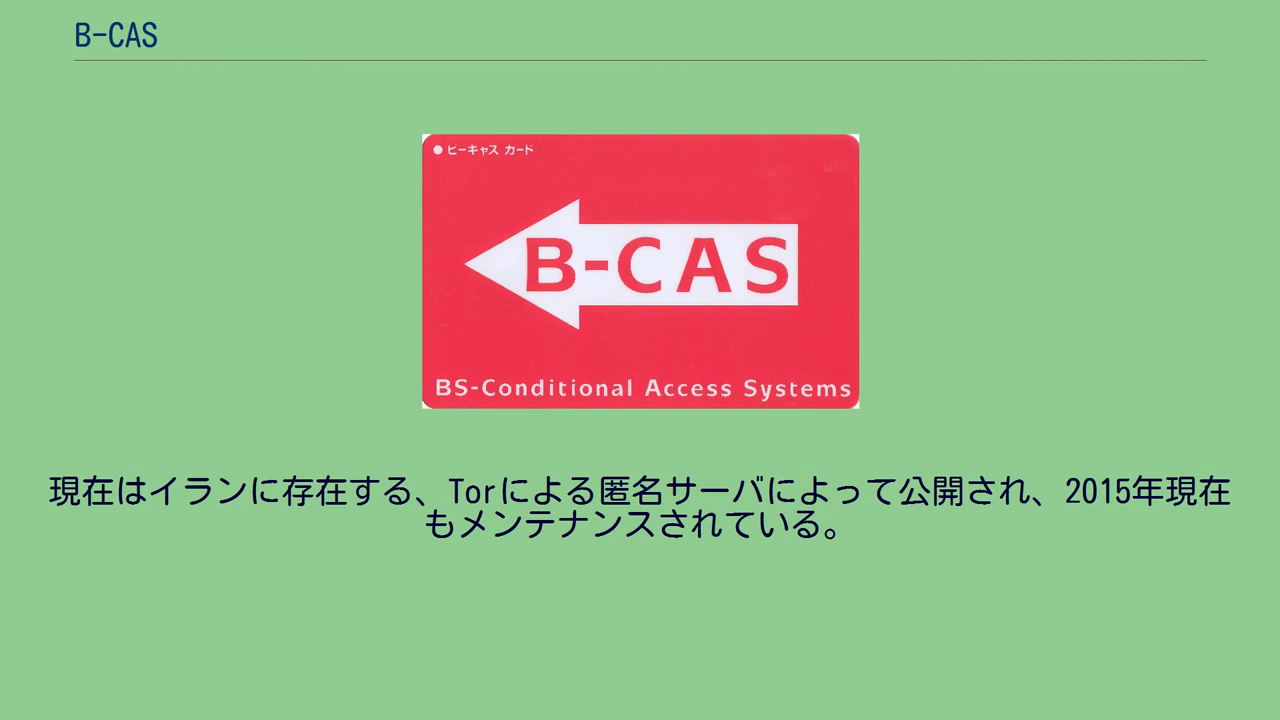 B-CAS
● ビーキャス カード
B-CAS
BS-Conditional Access Systems
現在はイランに存在する、Torによる匿名サーバによって公開され、2015年現在
もメンテナンスされている。